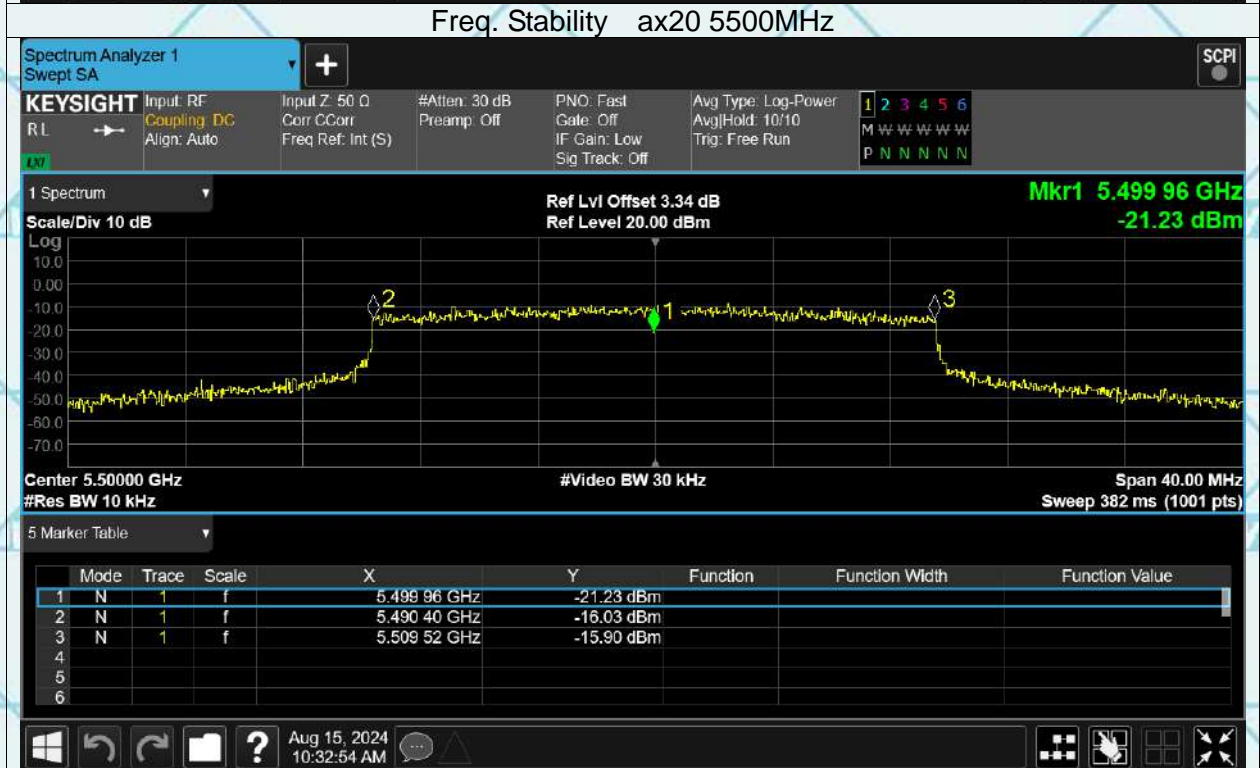 Freq. Stability ax20 5500MHz
Spectrum Analyzer 1
Swept SA
+
SCPI
KEYSIGHT Input: RF Input Z: 50 Ω #Atten: 30 dB PNO: Fast Avg Type: Log-Power 1 2 3 4 5 6
RL Coupling: DC Corr CCorr Preamp: Off Gate: Off Avg|Hold: 10/10 M W W W W W
Align: Auto Freq Ref: Int (S) IF Gain: Low Trig: Free Run P N N N N N
LXI Sig Track: Off
1 Spectrum Ref Lvl Offset 3.34 dB Mkr1 5.499 96 GHz
Scale/Div 10 dB Ref Level 20.00 dBm -21.23 dBm
Log
10.0
0.00
-10.0 2 1 3
-20.0
-30.0
-40.0
-50.0
-60.0
-70.0
Center 5.50000 GHz #Video BW 30 kHz Span 40.00 MHz
#Res BW 10 kHz Sweep 382 ms (1001 pts)
5 Marker Table
Mode Trace Scale X Y Function Function Width Function Value
1 N 1 f 5.499 96 GHz -21.23 dBm
2 N 1 f 5.490 40 GHz -16.03 dBm
3 N 1 f 5.509 52 GHz -15.90 dBm
4
5
6
? Aug 15, 2024
10:32:54 AM